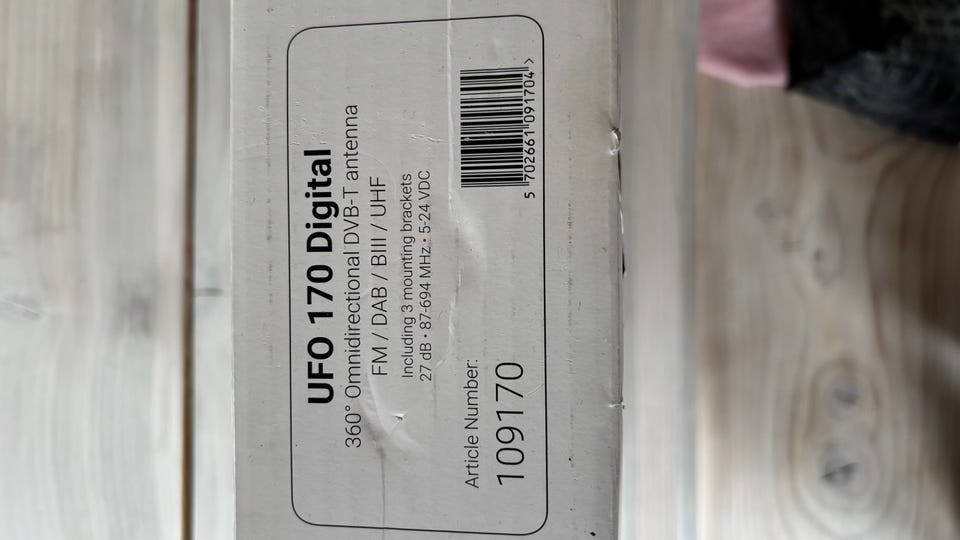 UFO 170 Digital
360° Omnidirectional DVB-T antenna
FM / DAB / BIII / UHF
Including 3 mounting brackets
27 dB • 87-694 MHz • 5-24 VDC
Article Number:
109170
5 702661 091704 >